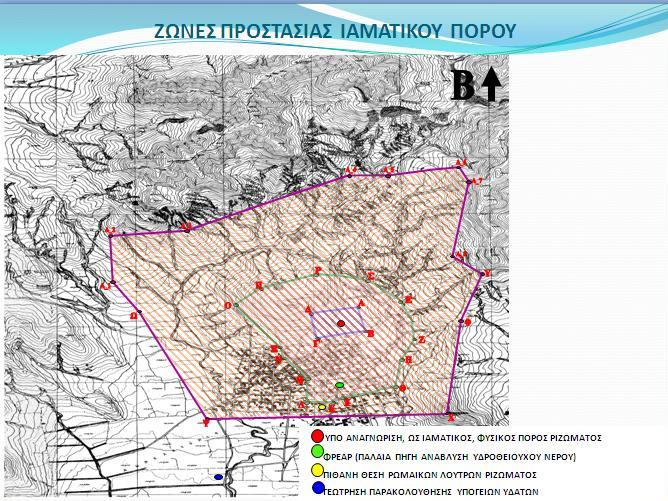 ΖΩΝΕΣ ΠΡΟΣΤΑΣΙΑΣ ΙΑΜΑΤΙΚΟΥ ΠΟΡΟΥ
Β
Ρ
Σ
Π
Ο
Δ
Α
Β
Γ
Ζ
Η
Υ
Φ
Χ
Ω
ΥΠΟ ΑΝΑΓΝΩΡΙΣΗ, ΩΣ ΙΑΜΑΤΙΚΟΣ, ΦΥΣΙΚΟΣ ΠΟΡΟΣ ΡΙΖΩΜΑΤΟΣ
ΦΡΕΑΡ (ΠΑΛΑΙΑ ΠΗΓΗ ΑΝΑΒΛΥΣΗ ΥΔΡΟΘΕΙΟΥΧΟΥ ΝΕΡΟΥ)
ΠΙΘΑΝΗ ΘΕΣΗ ΡΩΜΑΙΚΩΝ ΛΟΥΤΡΩΝ ΡΙΖΩΜΑΤΟΣ
ΓΕΩΤΡΗΣΗ ΠΑΡΑΚΟΛΟΥΘΗΣΗΣ ΥΠΟΓΕΙΩΝ ΥΔΑΤΩΝ